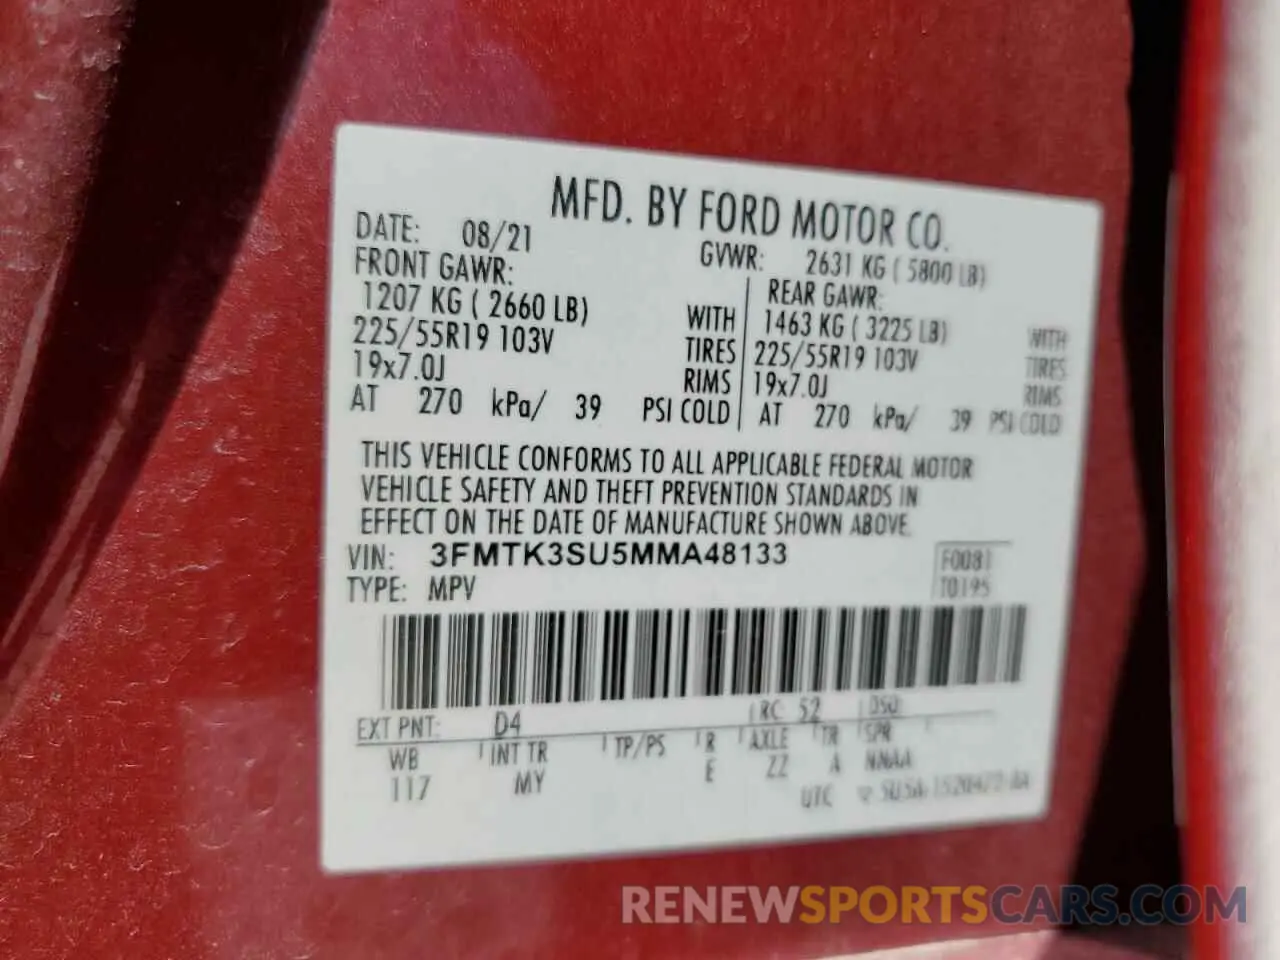 MFD. BY FORD MOTOR CO.
DATE: 08/21 GVWR: 2631 KG ( 5800 LB)
FRONT GAWR: REAR GAWR:
1207 KG ( 2660 LB) WITH 1463 KG ( 3225 LB) WITH
225/55R19 103V TIRES 225/55R19 103V TIRES
19x7.0J RIMS 19x7.0J RIMS
AT 270 kPa/ 39 PSI COLD AT 270 kPa/ 39 PSI COLD
THIS VEHICLE CONFORMS TO ALL APPLICABLE FEDERAL MOTOR
VEHICLE SAFETY AND THEFT PREVENTION STANDARDS IN
EFFECT ON THE DATE OF MANUFACTURE SHOWN ABOVE.
VIN: 3FMTK3SU5MMA48133 F0081
TYPE: MPV T0195
EXT PNT: D4 RC: 52 DSO:
WB INT TR TP/PS R AXLE TR SPR
117 MY E ZZ A NNAA
UTC
RENEWSPORTSCARS.COM